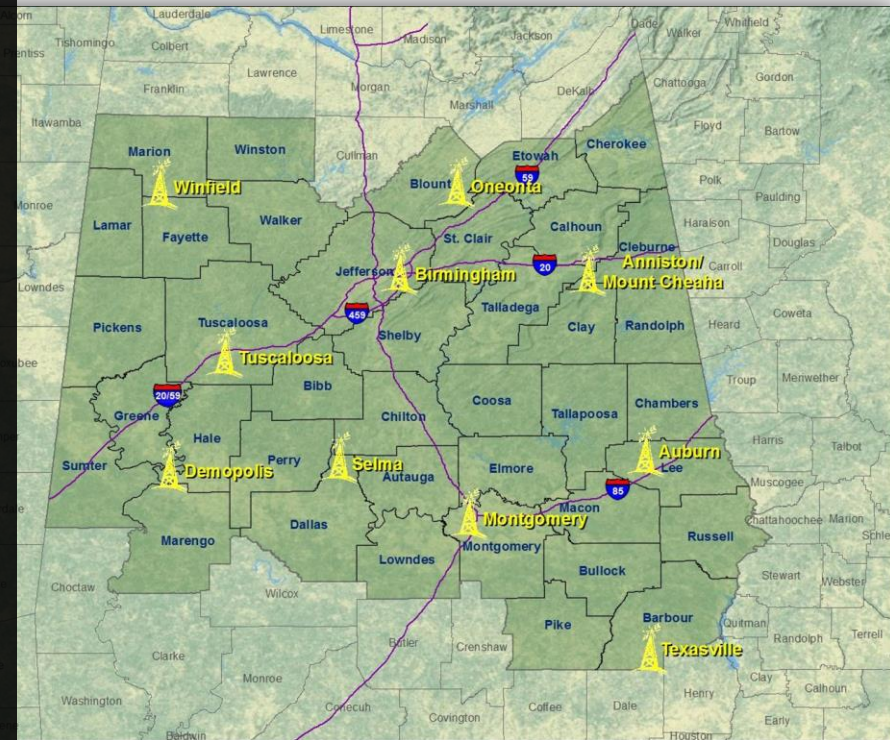 Lauderdale
Limestone
Madison
Jackson
Dade
Walker
Whitfield
Tishomingo
Colbert
Lawrence
Franklin
Morgan
Marshall
DeKalb
Chattooga
Gordon
Itawamba
Cullman
Floyd
Bartow
Marion
Winston
Blount
Etowah
Cherokee
59
Winfield
Oneonta
Polk
Paulding
Monroe
Lamar
Fayette
Walker
St. Clair
Calhoun
Haralson
Douglas
Cleburne
Jefferson
Birmingham
20
Anniston/
Mount Cheaha
Carroll
Lowndes
Pickens
Tuscaloosa
459
Shelby
Talladega
Clay
Randolph
Heard
Coweta
Tuscaloosa
Bibb
Troup
Meriwether
20/59
Greene
Chilton
Coosa
Tallapoosa
Chambers
Hale
Harris
Talbot
Sumter
Demopolis
Perry
Selma
Autauga
Elmore
Auburn
Lee
85
Muscogee
Dallas
Montgomery
Macon
Chattahoochee
Marion
Marengo
Lowndes
Montgomery
Russell
Bullock
Stewart
Webster
Choctaw
Wilcox
Pike
Barbour
Quitman
Randolph
Terrell
Clarke
Butler
Crenshaw
Texasville
Monroe
Clay
Calhoun
Washington
Conecuh
Covington
Coffee
Dale
Henry
Early
Baldwin
Houston